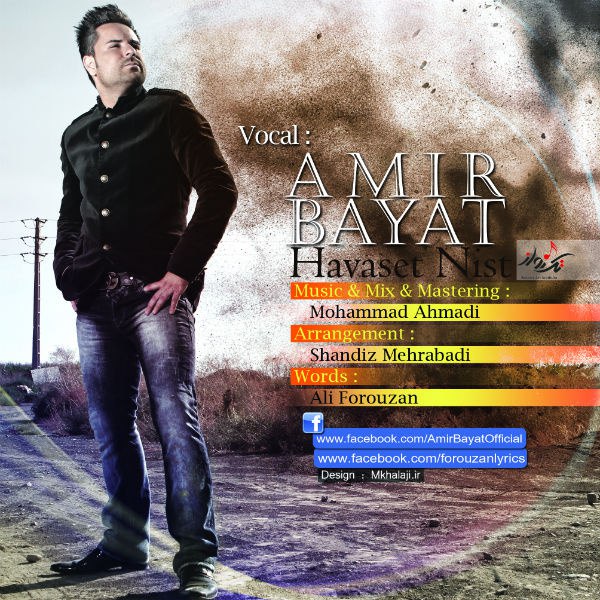 Vocal :
AMIR
BAYAT
Havaset Nist
Music & Mix & Mastering :
Mohammad Ahmadi
Arrangement :
Shandiz Mehrabadi
Words :
Ali Forouzan
f
www.facebook.com/AmirBayatOfficial
www.facebook.com/forouzanlyrics
Design : Mkhalaji.ir